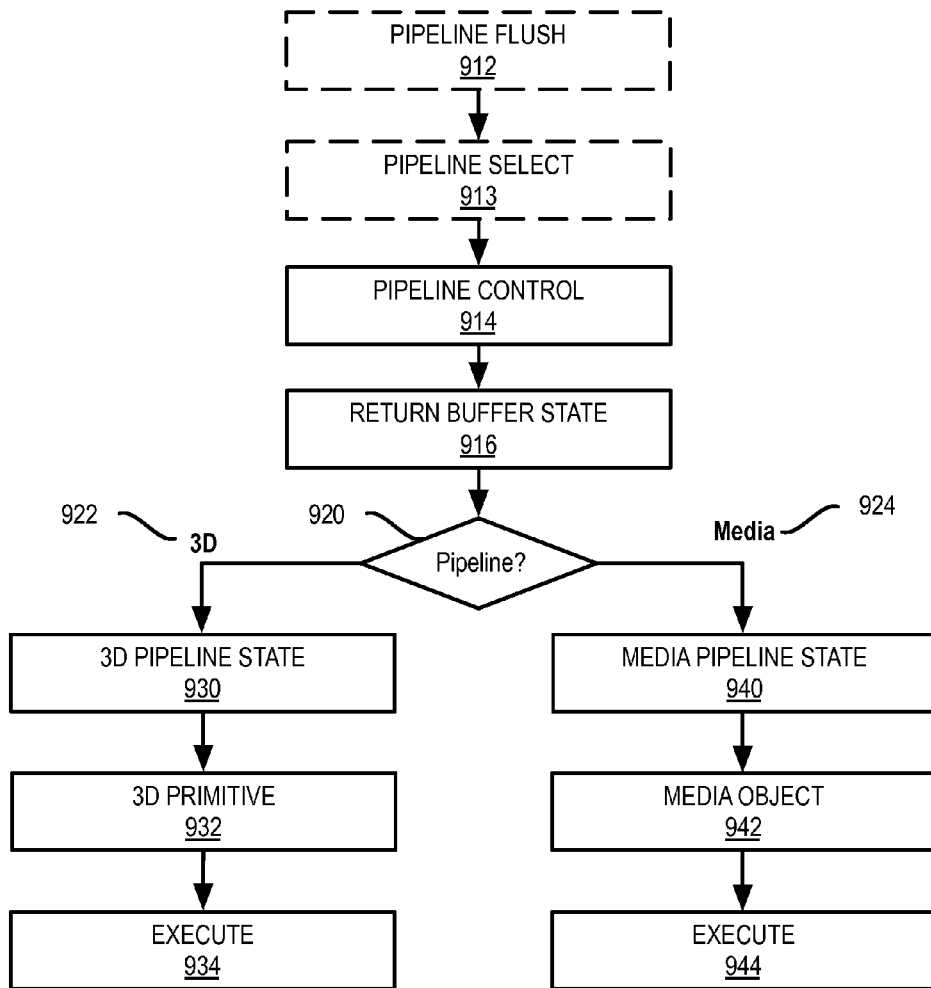 PIPELINE FLUSH
912
PIPELINE SELECT
913
PIPELINE CONTROL
914
RETURN BUFFER STATE
916
922
3D
920
Pipeline?
Media
924
3D PIPELINE STATE
930
MEDIA PIPELINE STATE
940
3D PRIMITIVE
932
MEDIA OBJECT
942
EXECUTE
934
EXECUTE
944